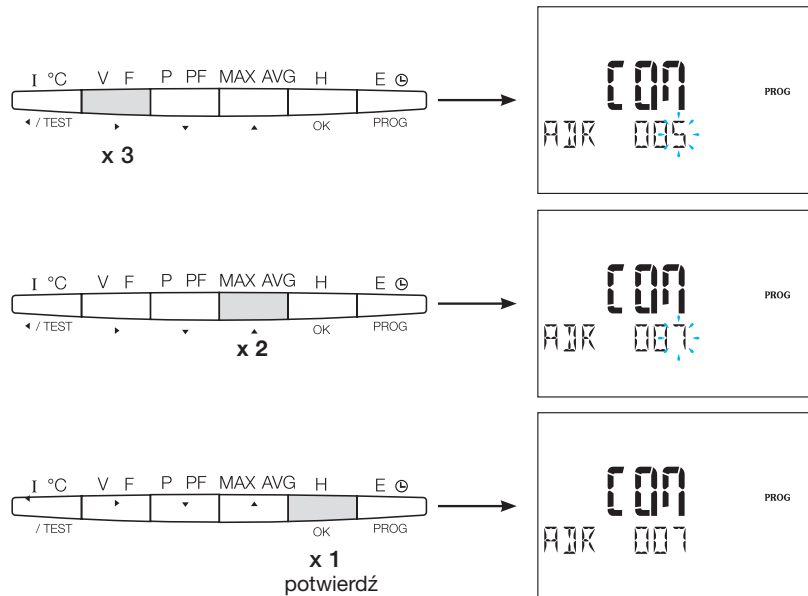 I °C V F P PF MAX AVG H E
/ TEST OK PROG
x 3
COM
PROG
ADR 005
I °C V F P PF MAX AVG H E
/ TEST OK PROG
x 2
COM
PROG
ADR 007
I °C V F P PF MAX AVG H E
/ TEST OK PROG
x 1
potwierdź
COM
PROG
ADR 007